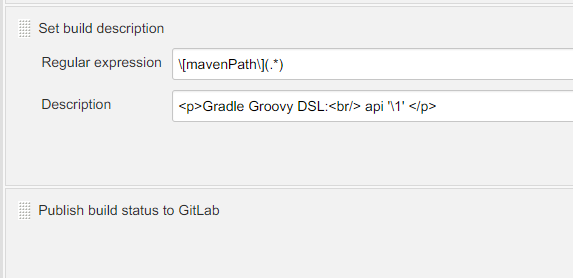 Set build description
Regular expression \[mavenPath\](.*)
Description <p>Gradle Groovy DSL:<br/> api '\1' </p>
Publish build status to GitLab